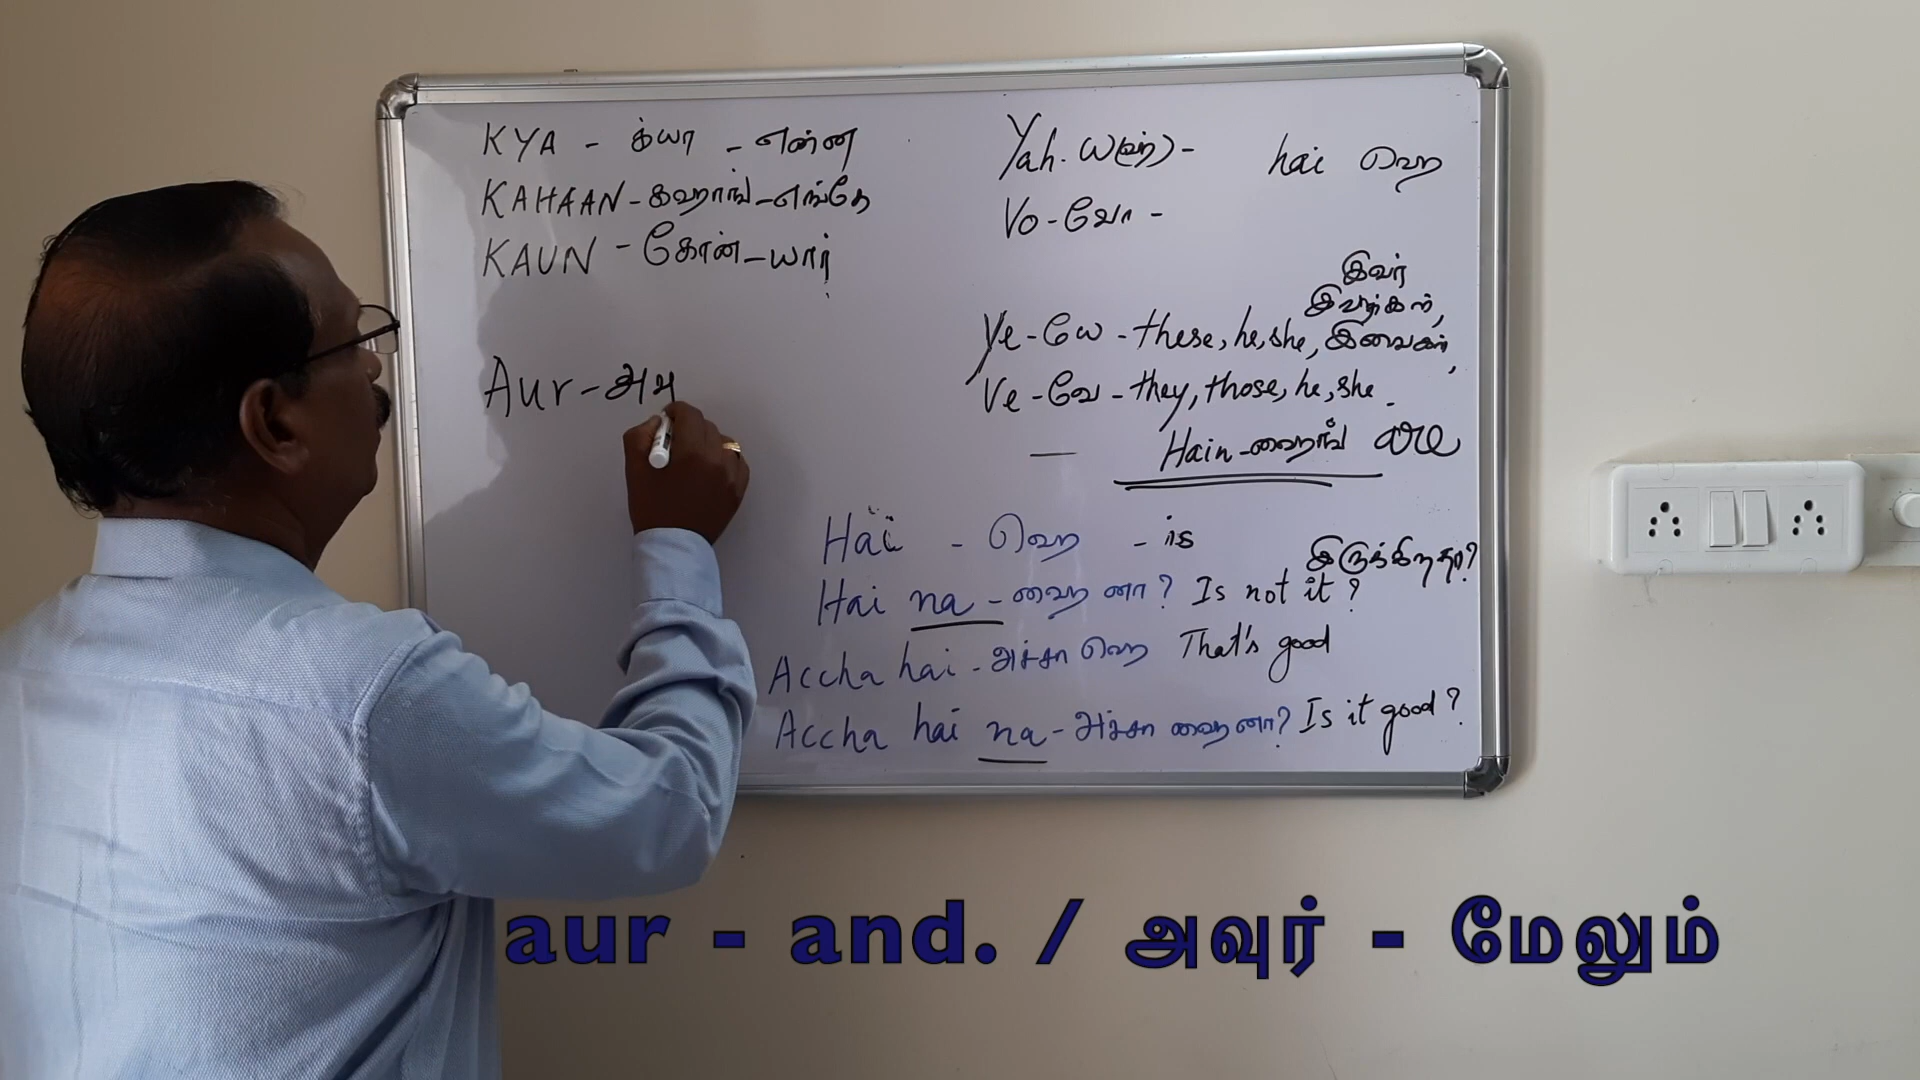 KYA - க்யா - என்ன
KAHAAN - கஹாங் - எங்கே
KAUN - கோன் - யார்
Aur - அவு
Yah - ய(ஹ்) - hai ஹெ
Vo - வோ -
இவர்
இவர்கள்,
Ye - யே - these, he, she, இவைகள்,
Ve - வே - they, those, he, she -
Hain - ஹைங் are
Hai - ஹெ - is
இருக்கிறதா?
Hai na - ஹைனா? Is not it?
Accha hai - அச்சா ஹெ That's good
Accha hai na - அச்சா ஹைனா? Is it good?
aur - and. / அவுர் - மேலும்